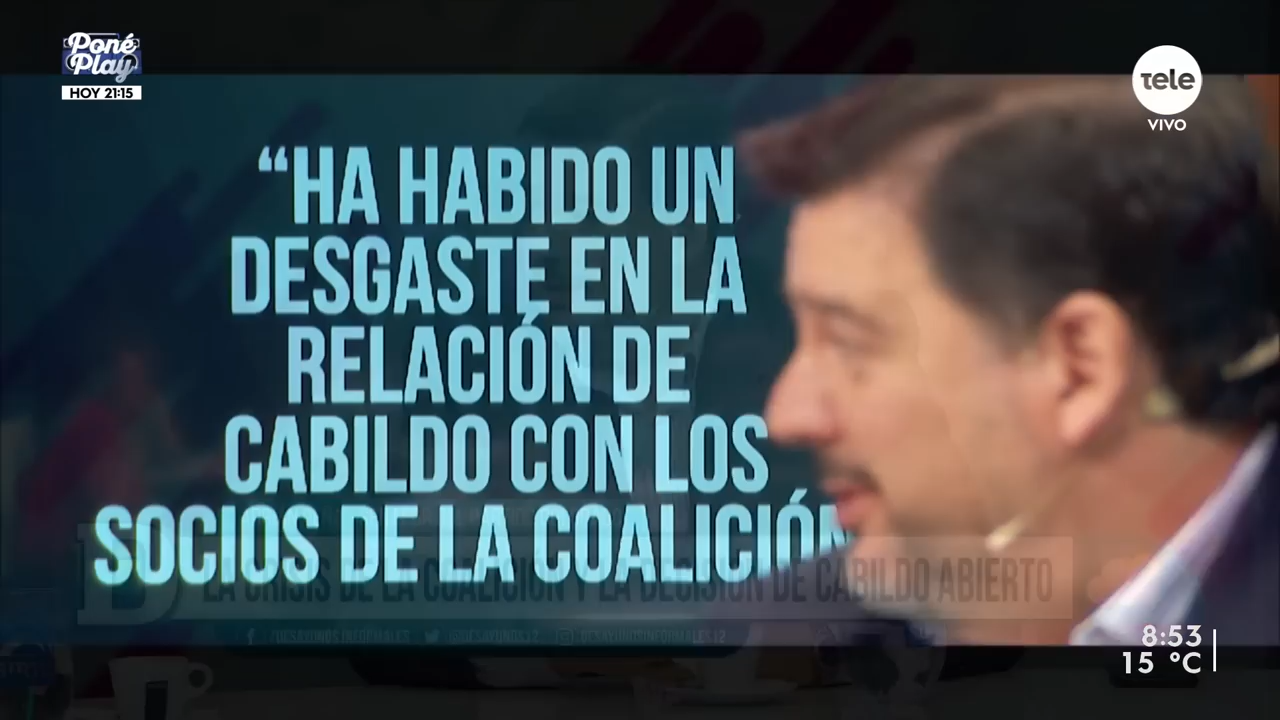 Poné
Play
HOY 21:15
tele
VIVO
“HA HABIDO UN
DESGASTE EN LA
RELACIÓN DE
CABILDO CON LOS
SOCIOS DE LA COALICIÓN
LA CRISIS DE LA COALICIÓN Y LA DECISIÓN DE CABILDO ABIERTO
8:53
15 °C